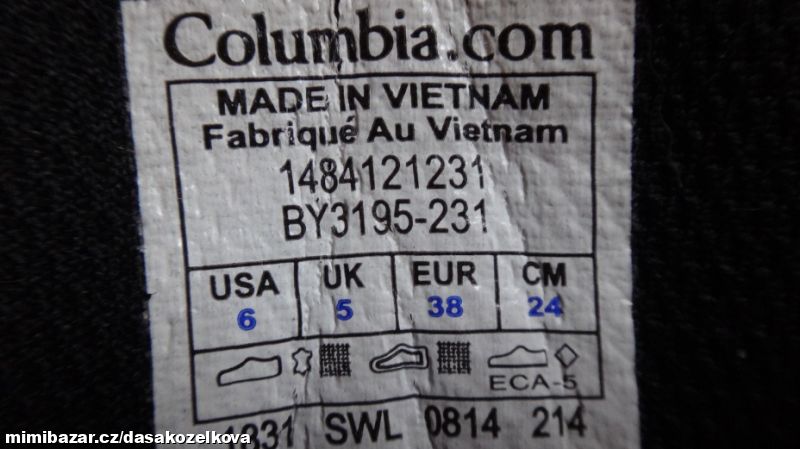 Columbia.com
MADE IN VIETNAM
Fabriqué Au Vietnam
1484121231
BY3195-231
USA UK EUR CM
6 5 38 24
ECA-5
1831 SWL 0814 214
mimibazar.cz/dasakozelkova